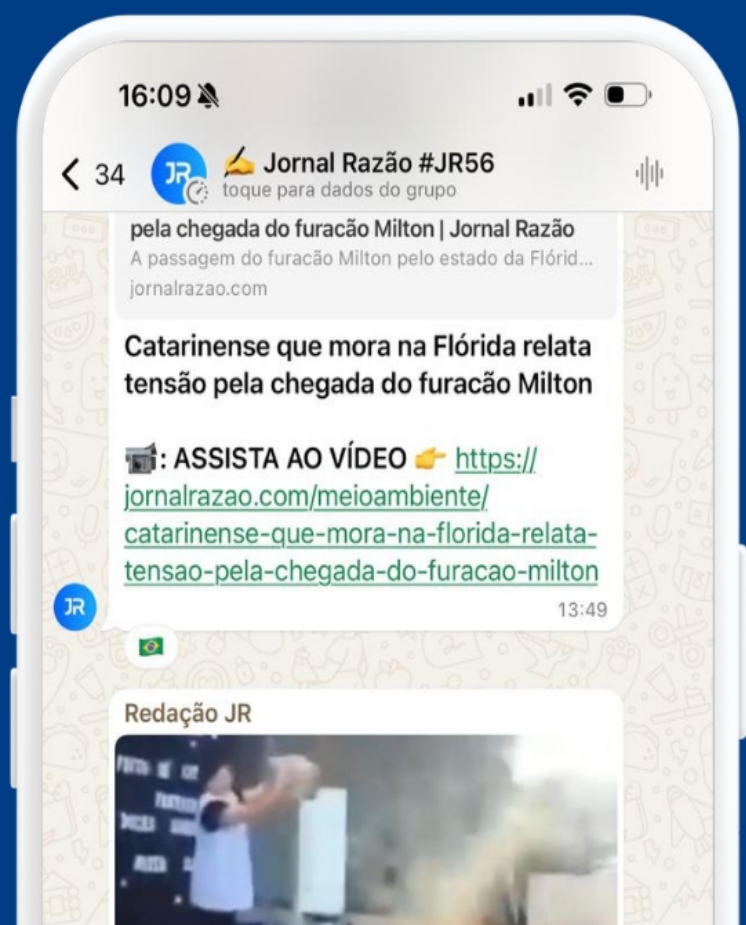 16:09
34
JR
✍️ Jornal Razão #JR56
toque para dados do grupo
pela chegada do furacão Milton | Jornal Razão
A passagem do furacão Milton pelo estado da Flórid...
jornalrazao.com
Catarinense que mora na Flórida relata
tensão pela chegada do furacão Milton
📹: ASSISTA AO VÍDEO 👉 https://
jornalrazao.com/meioambiente/
catarinense-que-mora-na-florida-relata-
tensao-pela-chegada-do-furacao-milton
13:49
JR
Redação JR